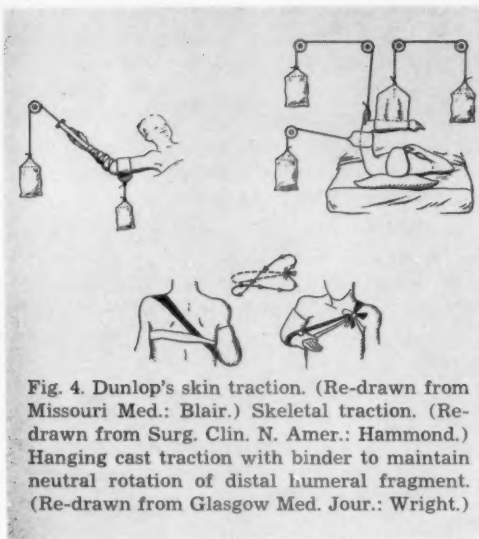 Fig. 4. Dunlop's skin traction. (Re-drawn from
Missouri Med.: Blair.) Skeletal traction. (Re-
drawn from Surg. Clin. N. Amer.: Hammond.)
Hanging cast traction with binder to maintain
neutral rotation of distal humeral fragment.
(Re-drawn from Glasgow Med. Jour.: Wright.)